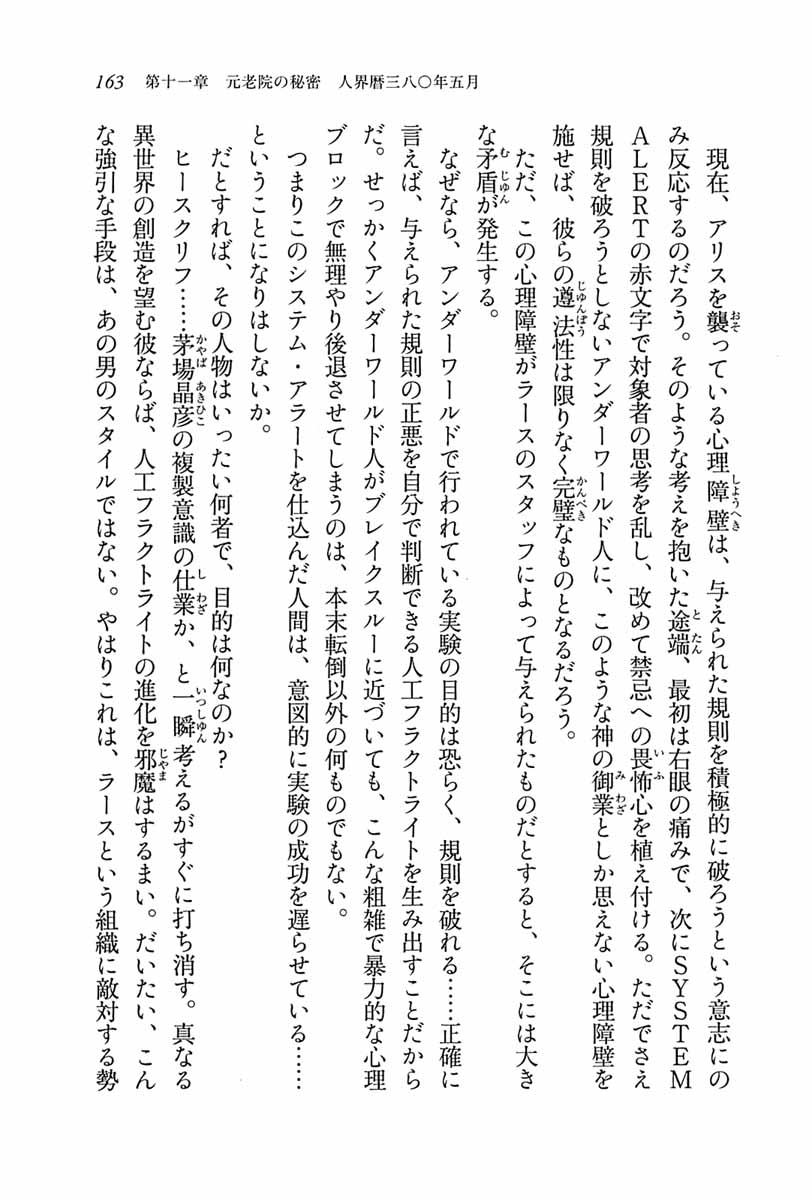 163　第十一章　元老院の秘密　人界暦三八〇年五月
現在、アリスを襲っている心理障壁は、与えられた規則を積極的に破ろうという意志にの
み反応するのだろう。そのような考えを抱いた途端、最初は右眼の痛みで、次にＳＹＳＴＥＭ
ＡＬＥＲＴの赤文字で対象者の思考を乱し、改めて禁忌への畏怖心を植え付ける。ただでさえ
規則を破ろうとしないアンダーワールド人に、このような神の御業としか思えない心理障壁を
施せば、彼らの遵法性は限りなく完璧なものとなるだろう。
ただ、この心理障壁がラースのスタッフによって与えられたものだとすると、そこには大き
な矛盾が発生する。
なぜなら、アンダーワールドで行われている実験の目的は恐らく、規則を破れる……正確に
言えば、与えられた規則の正悪を自分で判断できる人工フラクトライトを生み出すことだから
だ。せっかくアンダーワールド人がブレイクスルーに近づいても、こんな粗雑で暴力的な心理
ブロックで無理やり後退させてしまうのは、本末転倒以外の何ものでもない。
つまりこのシステム・アラートを仕込んだ人間は、意図的に実験の成功を遅らせている……
ということになりはしないか。
だとすれば、その人物はいったい何者で、目的は何なのか？
ヒースクリフ……茅場晶彦の複製意識の仕業か、と一瞬考えるがすぐに打ち消す。真なる
異世界の創造を望む彼ならば、人工フラクトライトの進化を邪魔はするまい。だいたい、こん
な強引な手段は、あの男のスタイルではない。やはりこれは、ラースという組織に敵対する勢